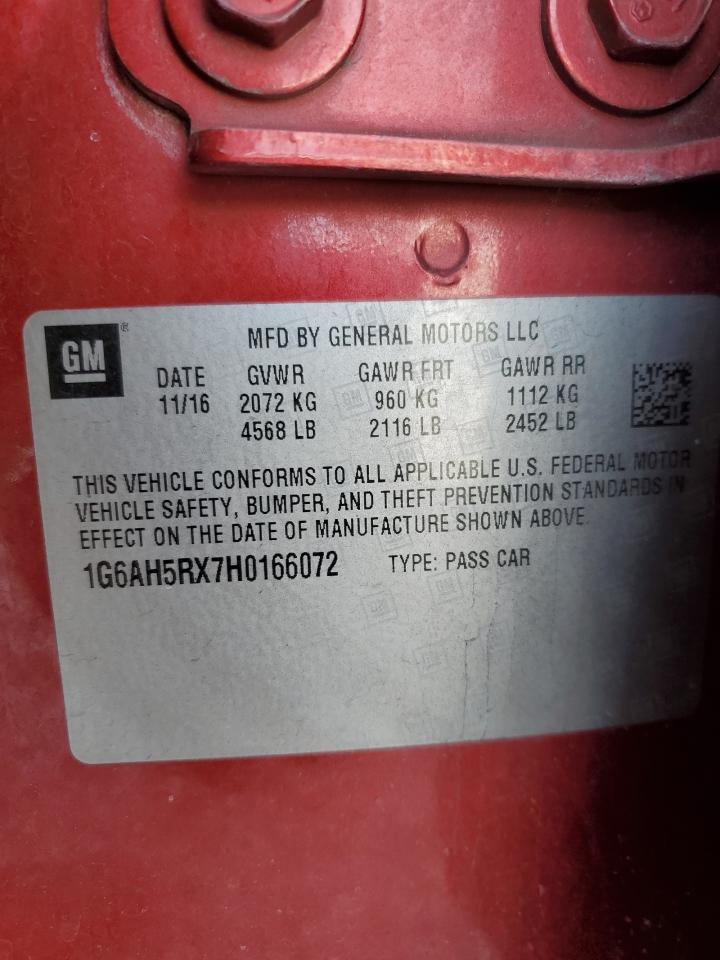 GM ®
MFD BY GENERAL MOTORS LLC
DATE GVWR GAWR FRT GAWR RR
11/16 2072 KG 960 KG 1112 KG
4568 LB 2116 LB 2452 LB
THIS VEHICLE CONFORMS TO ALL APPLICABLE U.S. FEDERAL MOTOR
VEHICLE SAFETY, BUMPER, AND THEFT PREVENTION STANDARDS IN
EFFECT ON THE DATE OF MANUFACTURE SHOWN ABOVE.
1G6AH5RX7H0166072 TYPE: PASS CAR